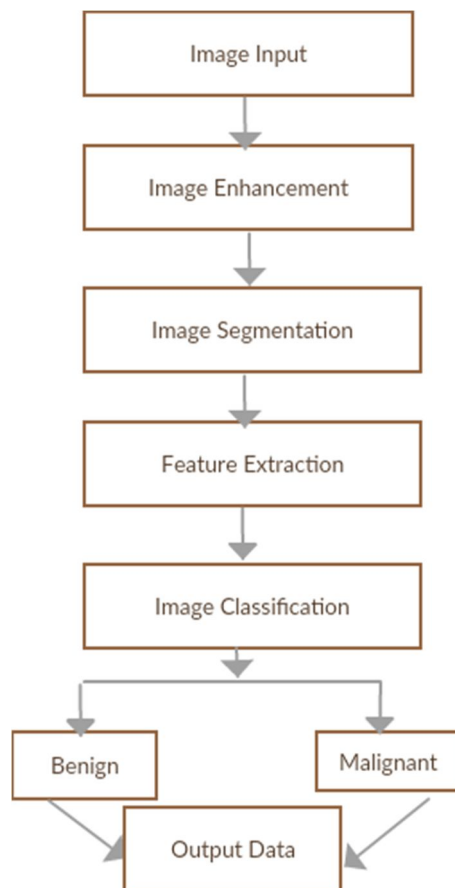 Image Input
Image Enhancement
Image Segmentation
Feature Extraction
Image Classification
Benign
Malignant
Output Data